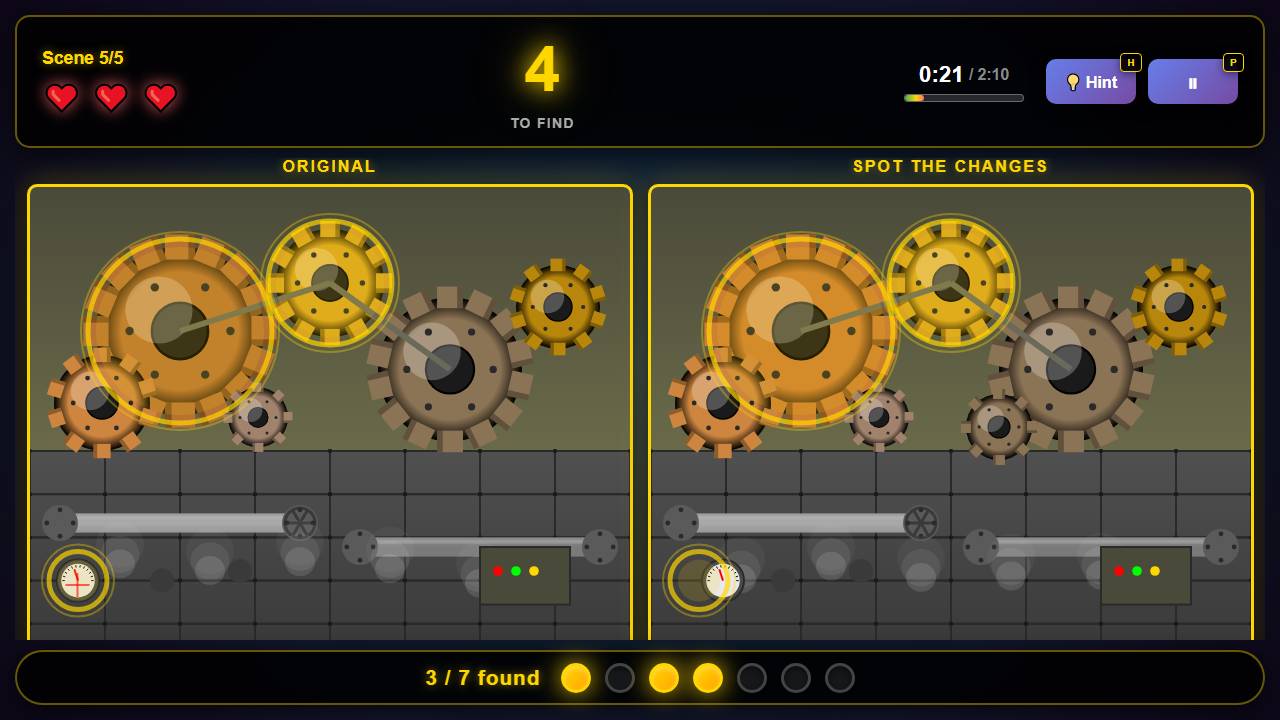 Scene 5/5
4
TO FIND
0:21 / 2:10
Hint
H
P
ORIGINAL
SPOT THE CHANGES
3 / 7 found